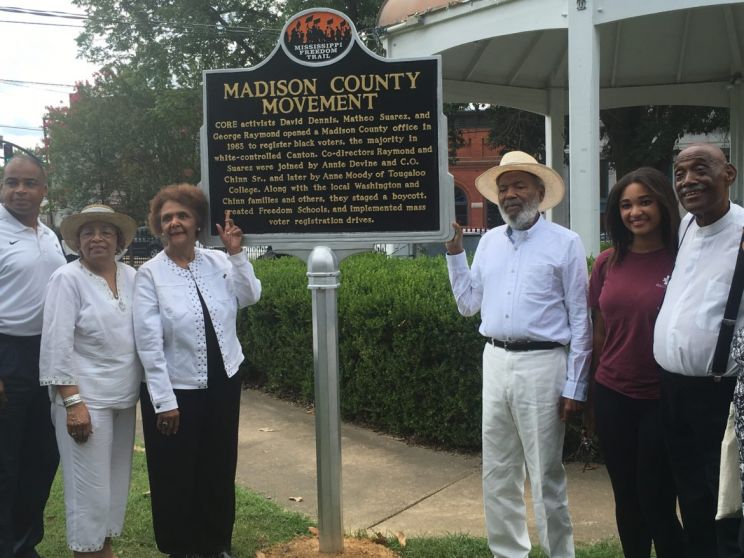 MISSISSIPPI
FREEDOM
TRAIL
MADISON COUNTY
MOVEMENT
CORE activists David Dennis, Matheo Suarez, and
George Raymond opened a Madison County office in
1963 to register black voters, the majority in
white-controlled Canton. Co-directors Raymond and
Suarez were joined by Annie Devine and C.O.
Chinn Sr., and later by Anne Moody of Tougaloo
College. Along with the local Washington and
Chinn families and others, they staged a boycott,
created Freedom Schools, and implemented mass
voter registration drives.